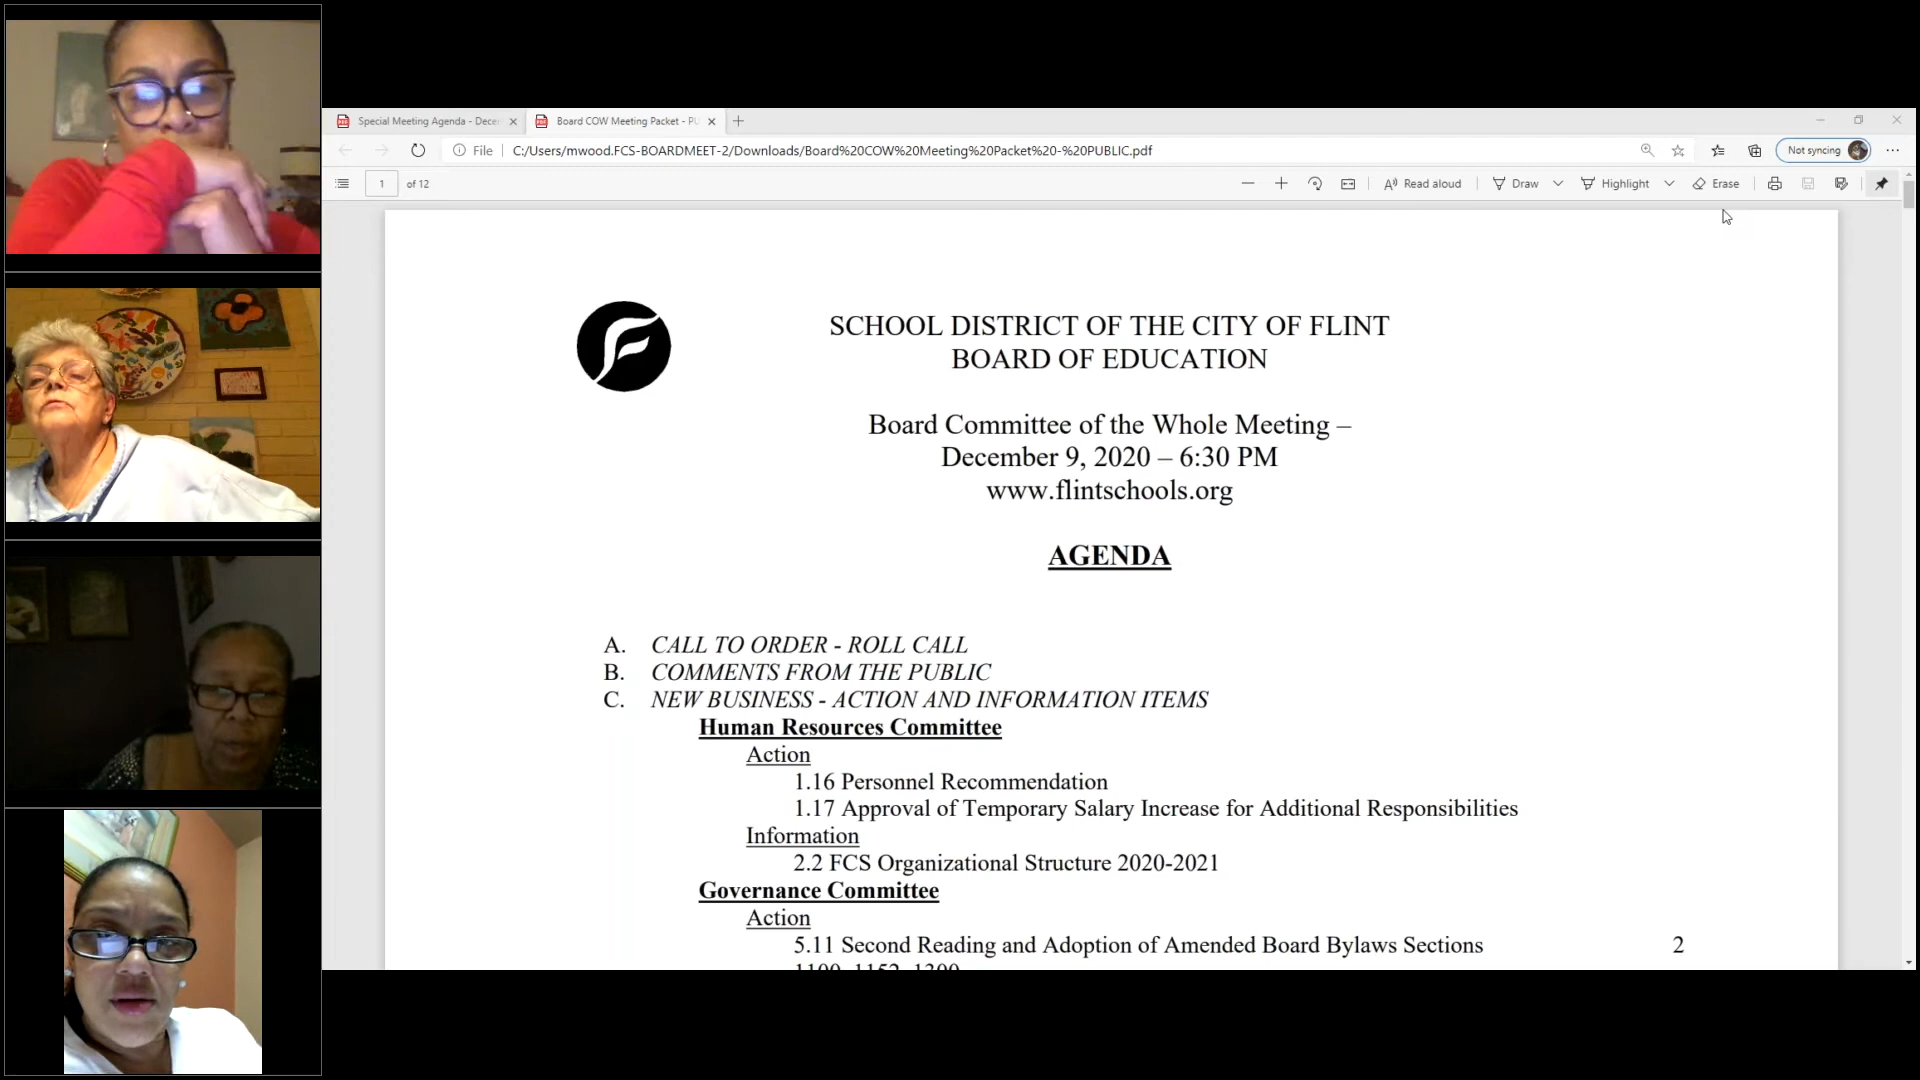 Special Meeting Agenda - Dece
Board COW Meeting Packet - PU
File
C:/Users/mwood.FCS-BOARDMEET-2/Downloads/Board%20COW%20Meeting%20Packet%20-%20PUBLIC.pdf
Not syncing
1 of 12
Read aloud
Draw
Highlight
Erase
SCHOOL DISTRICT OF THE CITY OF FLINT
BOARD OF EDUCATION
Board Committee of the Whole Meeting –
December 9, 2020 – 6:30 PM
www.flintschools.org
AGENDA
A. CALL TO ORDER - ROLL CALL
B. COMMENTS FROM THE PUBLIC
C. NEW BUSINESS - ACTION AND INFORMATION ITEMS
Human Resources Committee
Action
1.16 Personnel Recommendation
1.17 Approval of Temporary Salary Increase for Additional Responsibilities
Information
2.2 FCS Organizational Structure 2020-2021
Governance Committee
Action
5.11 Second Reading and Adoption of Amended Board Bylaws Sections 2
1100, 1152, 1300